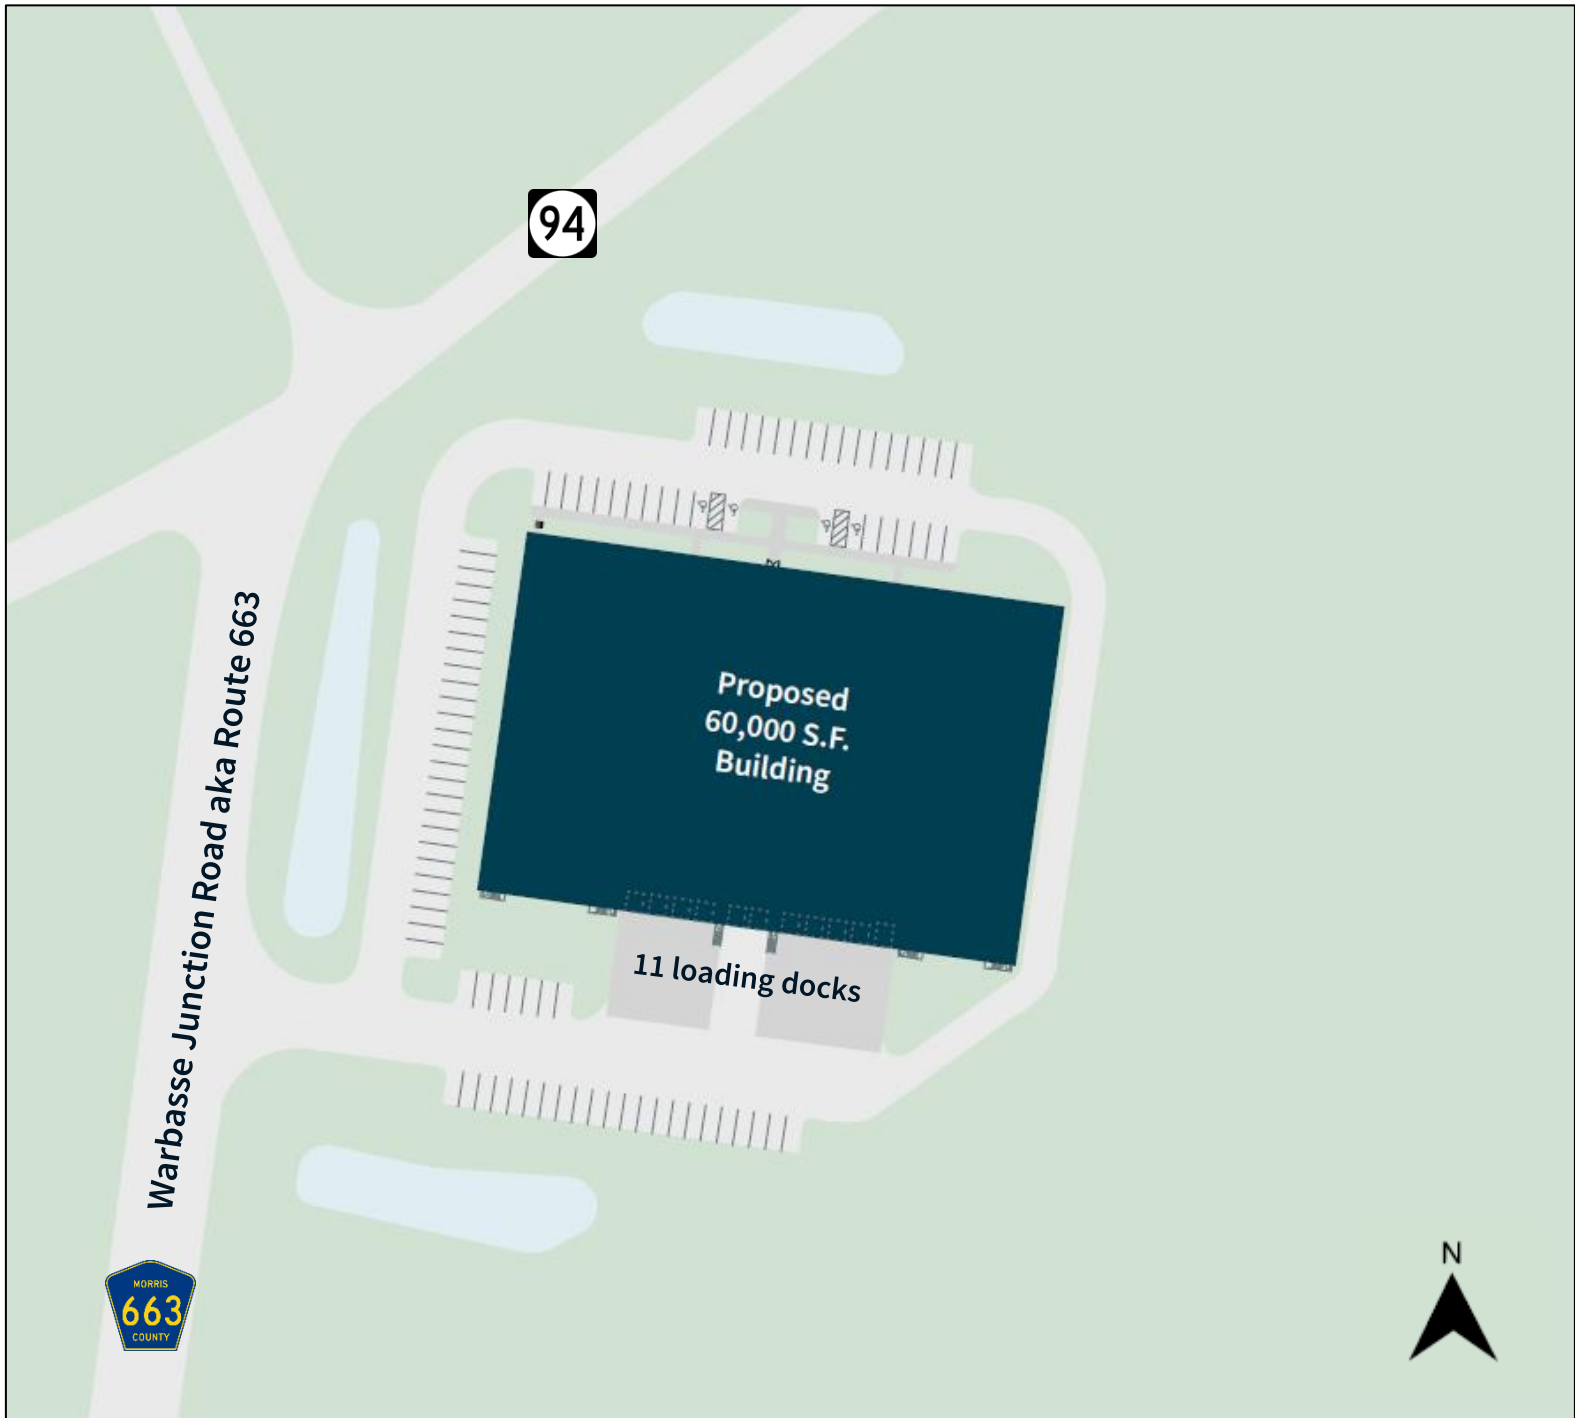 94
Proposed
60,000 S.F.
Building
11 loading docks
Warbasse Junction Road aka Route 663
MORRIS
663
COUNTY
N